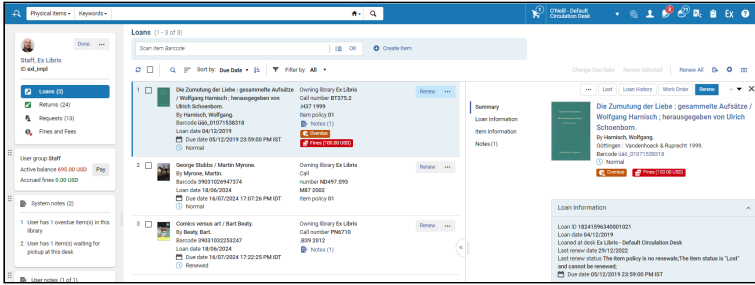 Physical items
Keywords
O'Neill - Default
Circulation Desk
Ex
Done
Staff, Ex Libris
ID exl_impl
Loans (3)
Returns (24)
Requests (13)
Fines and Fees
User group Staff
Active balance 695.00 USD
Pay
Accrued fines 0.00 USD
System notes (2)
1 User has 1 overdue item(s) in this
library
2 User has 1 item(s) waiting for
pickup at this desk
User notes (1 of 1)
Loans (1 - 3 of 3)
Scan item Barcode
OK
Create Item
Sort by: Due Date
Filter by: All
Change Due Date
Renew Selected
Renew All
1
Die Zumutung der Liebe : gesammelte Aufsätze
/ Wolfgang Harnisch ; herausgegeben von
Ulrich Schoenborn.
By Harnisch, Wolfgang.
Barcode üäö_01071538318
Loan date 04/12/2019
Due date 05/12/2019 23:59:00 PM IST
Normal
Owning library Ex Libris
Call number BT375.2
.H37 1999
Item policy 01
Notes (1)
Overdue
Fines (100.00 USD)
Renew
2
George Stubbs / Martin Myrone.
By Myrone, Martin.
Barcode 39031026947374
Loan date 18/06/2024
Due date 16/07/2024 17:07:26 PM IDT
Normal
Owning library Ex Libris
Call
number ND497.S93
M87 2002
Item policy 01
Renew
3
Comics versus art / Bart Beaty.
By Beaty, Bart.
Barcode 39031032253247
Loan date 18/06/2024
Due date 16/07/2024 17:22:25 PM IDT
Renewed
Owning library Ex Libris
Call number PN6710
.B39 2012
Notes (1)
Renew
Summary
Loan Information
Item Information
Notes (1)
Lost
Loan History
Work Order
Renew
Die Zumutung der Liebe : gesammelte Aufsätze /
Wolfgang Harnisch ; herausgegeben von Ulrich
Schoenborn.
By Harnisch, Wolfgang.
Göttingen : Vandenhoeck & Ruprecht 1999.
Barcode üäö_01071538318
Normal
Overdue
Fines (100.00 USD)
Loan Information
Loan ID 18241596340001021
Loan date 04/12/2019
Loaned at desk Ex Libris - Default Circulation Desk
Last renew date 29/12/2022
Last renew status The item policy is no renewals;The item status is "Lost"
and cannot be renewed;
Due date 05/12/2019 23:59:00 PM IST